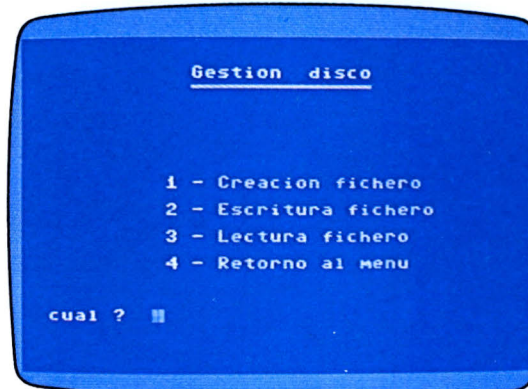 Gestion disco
1 - Creacion fichero
2 - Escritura fichero
3 - Lectura fichero
4 - Retorno al menu
cual ?